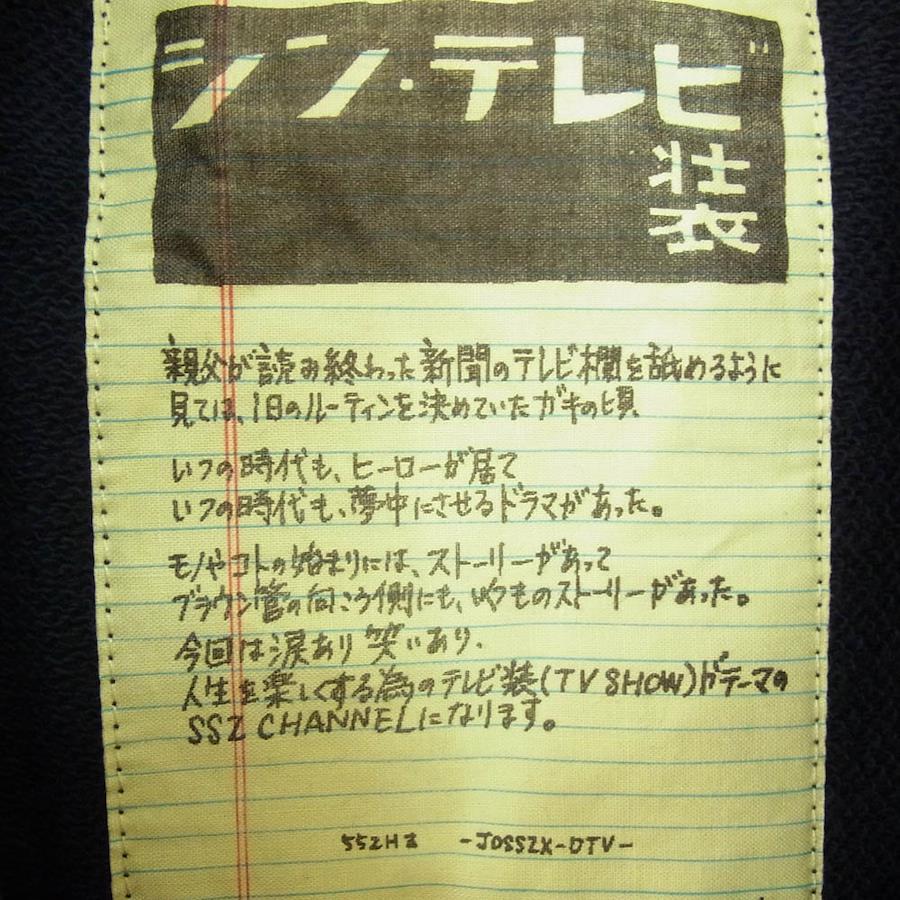 シン・テレビ
装
親父が読み終わった新聞のテレビ欄を舐めるように
見ては、1日のルーティンを決めていたガキの頃
いつの時代も、ヒーローが居て
いつの時代も、夢中にさせるドラマがあった。
モノやコトの始まりには、ストーリーがあって
ブラウン管の向こう側にも、いくつものストーリーがあった。
今回は涙あり笑いあり、
人生を楽しくする為のテレビ装(TV SHOW)がテーマの
SSZ CHANNELになります。
SSZHz -JOSSZX-DTV-